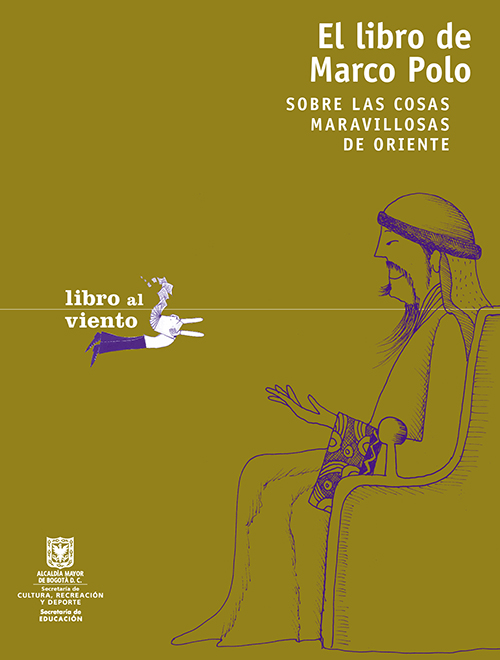 El libro de
Marco Polo
SOBRE LAS COSAS
MARAVILLOSAS
DE ORIENTE
libro al
viento
ALCALDÍA MAYOR
DE BOGOTÁ D. C.
Secretaría de
CULTURA, RECREACIÓN
Y DEPORTE
Secretaría de
EDUCACIÓN